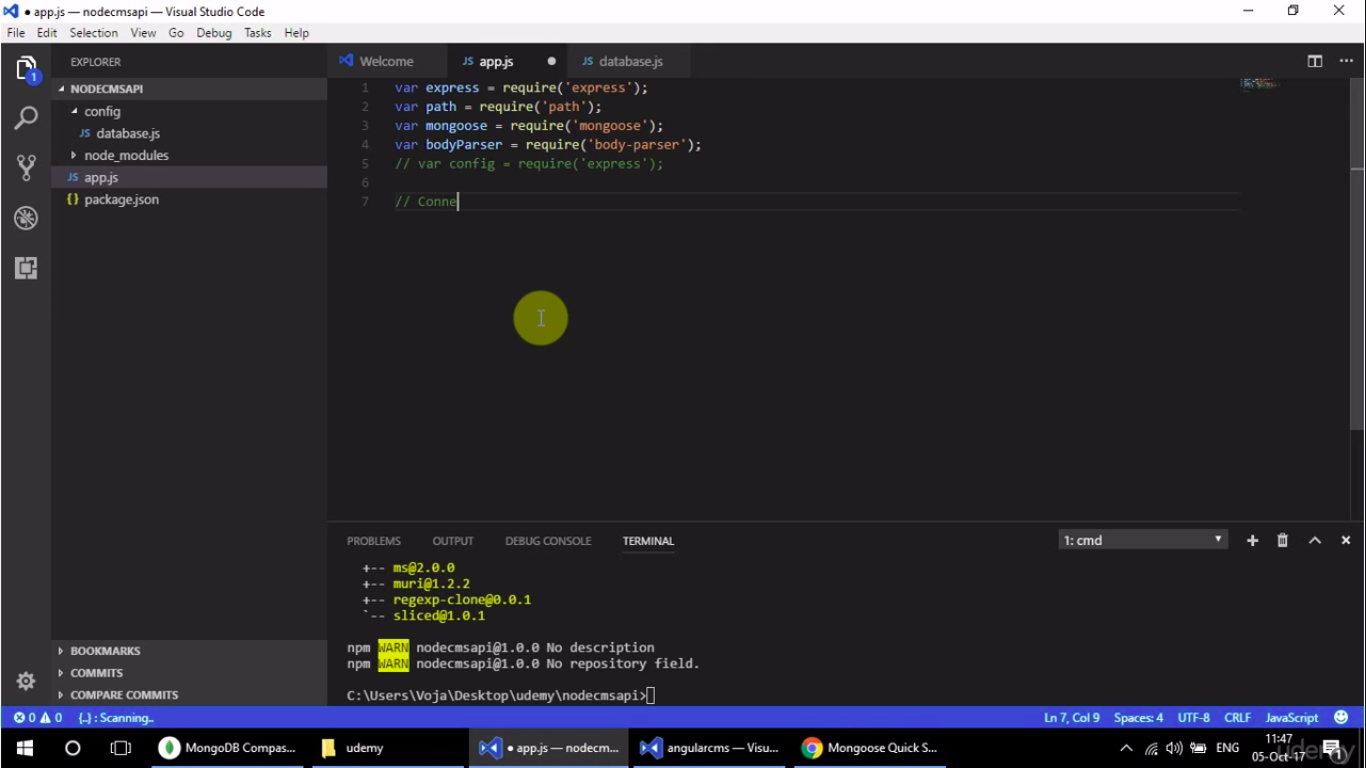 ● app.js — nodecmsapi — Visual Studio Code
File Edit Selection View Go Debug Tasks Help
EXPLORER
NODECMSAPI
config
JS database.js
node_modules
JS app.js
{} package.json
BOOKMARKS
COMMITS
COMPARE COMMITS
1
Welcome
JS app.js ●
JS database.js
1 var express = require('express');
2 var path = require('path');
3 var mongoose = require('mongoose');
4 var bodyParser = require('body-parser');
5 // var config = require('express');
6
7 // Conne
PROBLEMS OUTPUT DEBUG CONSOLE TERMINAL
1: cmd
+-- ms@2.0.0
+-- muri@1.2.2
+-- regexp-clone@0.0.1
`-- sliced@1.0.1
npm WARN nodecmsapi@1.0.0 No description
npm WARN nodecmsapi@1.0.0 No repository field.
C:\Users\Voja\Desktop\udemy\nodecmsapi>
0 0 {..} : Scanning..
Ln 7, Col 9 Spaces: 4 UTF-8 CRLF JavaScript
MongoDB Compas...
udemy
● app.js — nodecm...
angularcms — Visu...
Mongoose Quick S...
ENG
11:47
05-Oct-17
1
udemy